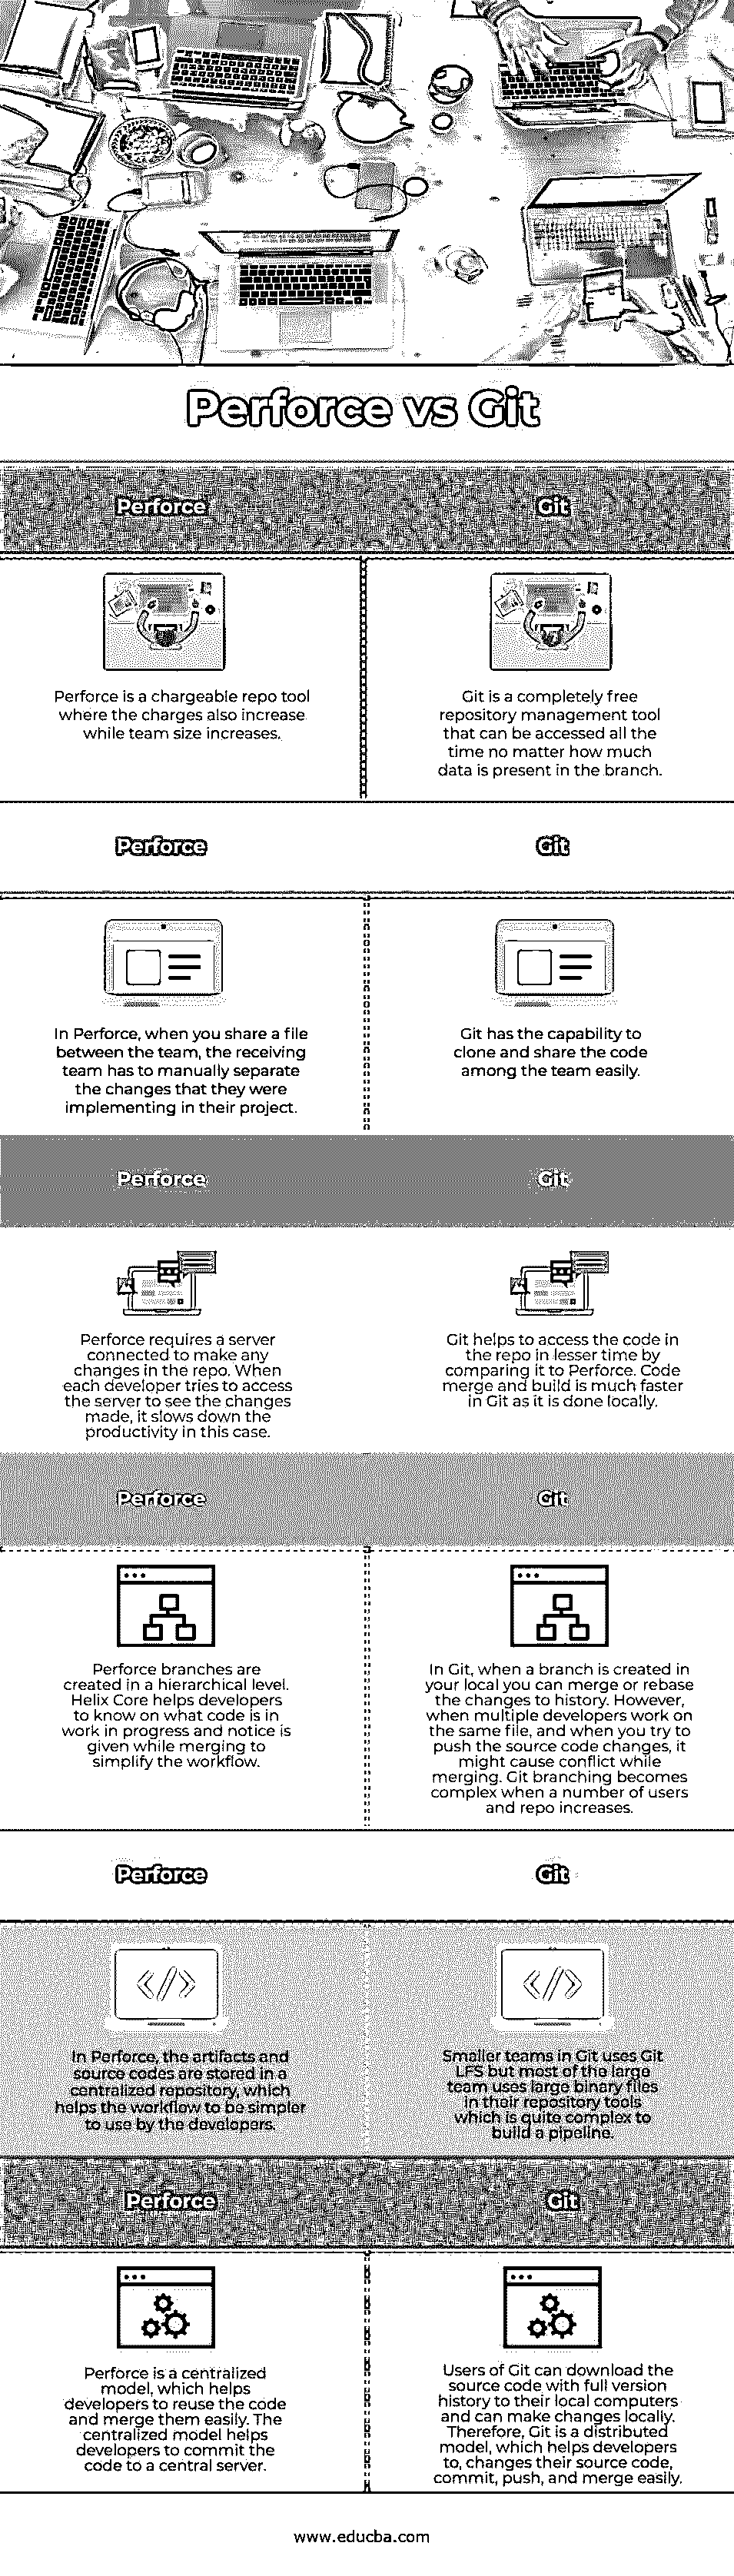 Perforce vs Git
Perforce
Git
Perforce is a chargeable repo tool
where the charges also increase
while team size increases.
Git is a completely free
repository management tool
that can be accessed all the
time no matter how much
data is present in the branch.
Perforce
Git
In Perforce, when you share a file
between the team, the receiving
team has to manually separate
the changes that they were
implementing in their project.
Git has the capability to
clone and share the code
among the team easily.
Perforce
Git
Perforce requires a server
connected to make any
changes in the repo. When
each developer tries to access
the server to see the changes
made, it slows down the
productivity in this case.
Git helps to access the code in
the repo in lesser time by
comparing it to Perforce. Code
merge and build is much faster
in Git as it is done locally.
Perforce
Git
Perforce branches are
created in a hierarchical level.
Helix Core helps developers
to know on what code is in
work in progress and notice is
given while merging to
simplify the workflow.
In Git, when a branch is created in
your local you can merge or rebase
the changes to history. However,
when multiple developers work on
the same file, and when you try to
push the source code changes, it
might cause conflict while
merging. Git branching becomes
complex when a number of users
and repo increases.
Perforce
Git
In Perforce, the artifacts and
source codes are stored in a
centralized repository, which
helps the workflow to be simpler
to use by the developers.
Smaller teams in Git uses Git
LFS but most of the large
team uses large binary files
in their repository tools
which is quite complex to
build a pipeline.
Perforce
Git
Perforce is a centralized
model, which helps
developers to reuse the code
and merge them easily. The
centralized model helps
developers to commit the
code to a central server.
Users of Git can download the
source code with full version
history to their local computers
and can make changes locally.
Therefore, Git is a distributed
model, which helps developers
to, changes their source code,
commit, push, and merge easily.
www.educba.com